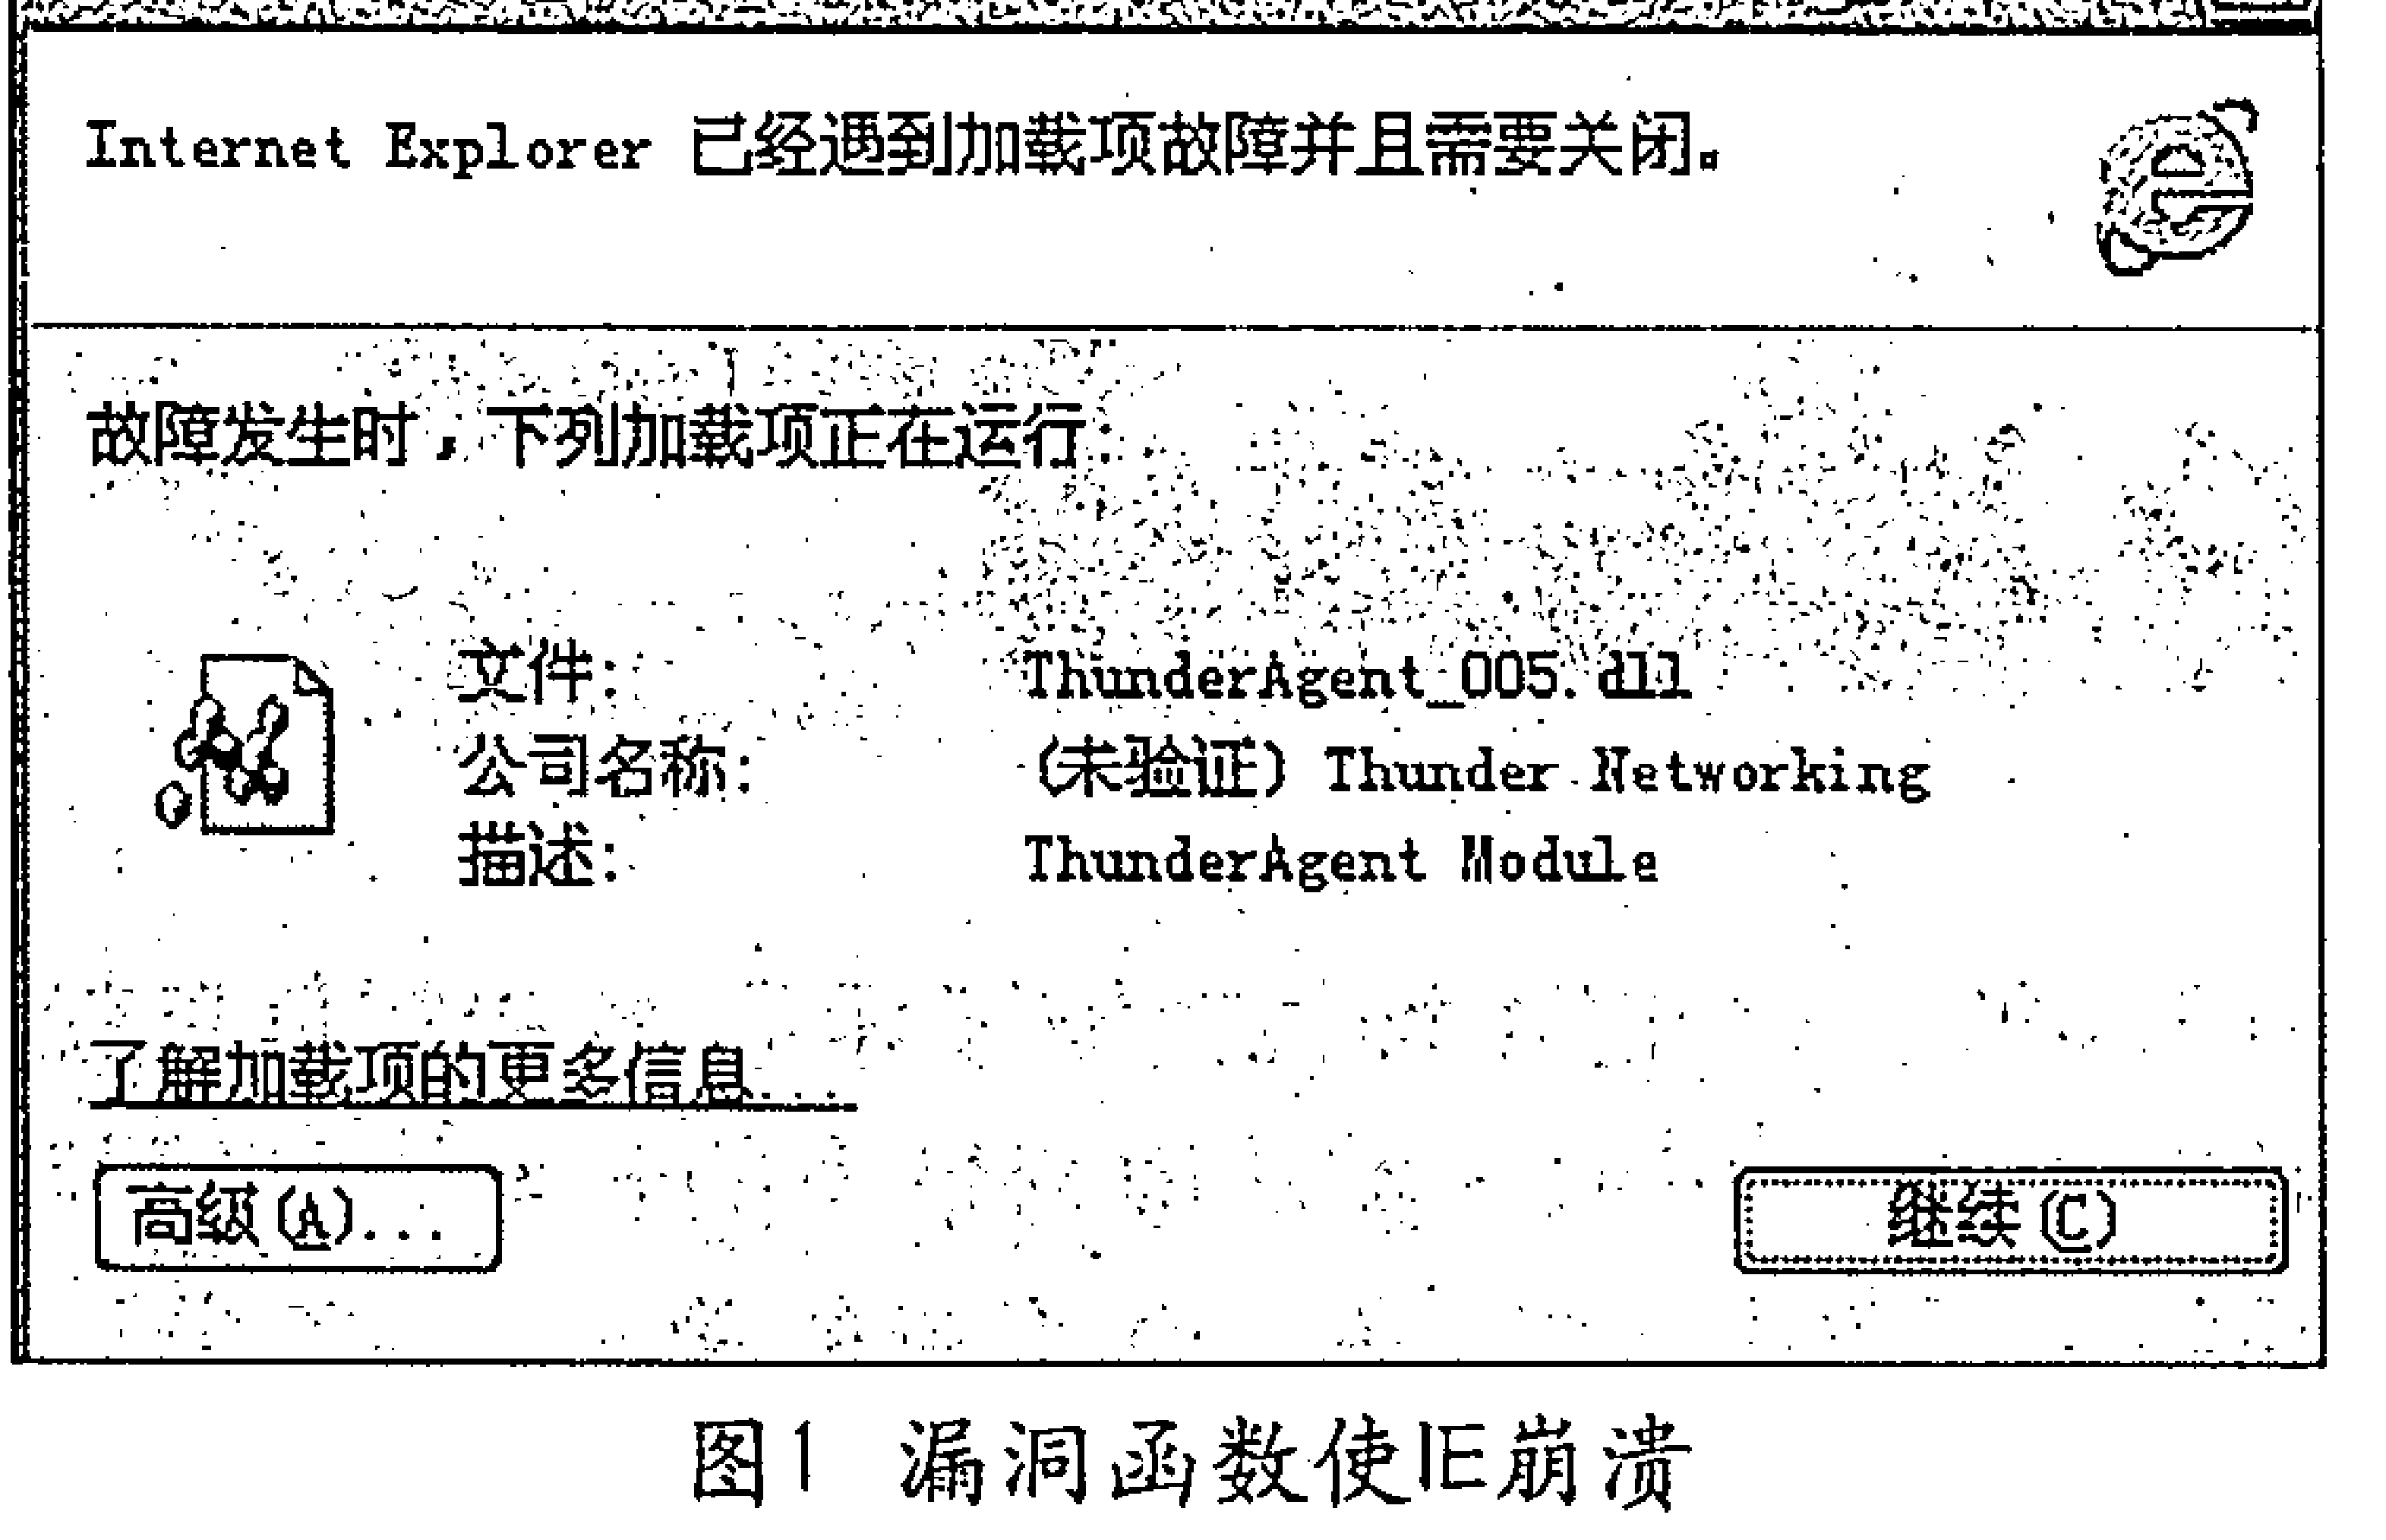 Internet Explorer 已经遇到加载项故障并且需要关闭。
故障发生时，下列加载项正在运行：
文件： ThunderAgent_005.dll
公司名称： (未验证) Thunder Networking
描述： ThunderAgent Module
了解加载项的更多信息...
高级(A)... 继续(C)
图1 漏洞函数使IE崩溃